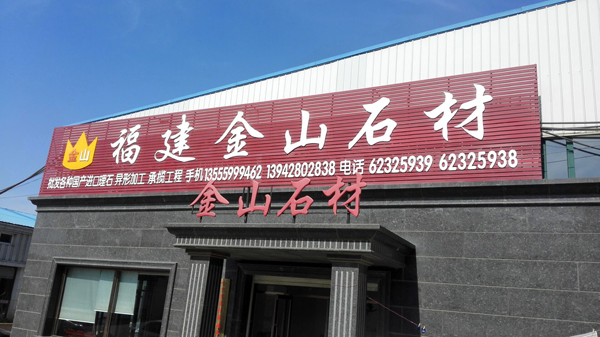 福建金山石材
金山
批发各种国产进口理石 异形加工 承揽工程 手机13555999462 13942802838 电话 62325939 62325938
金山石材